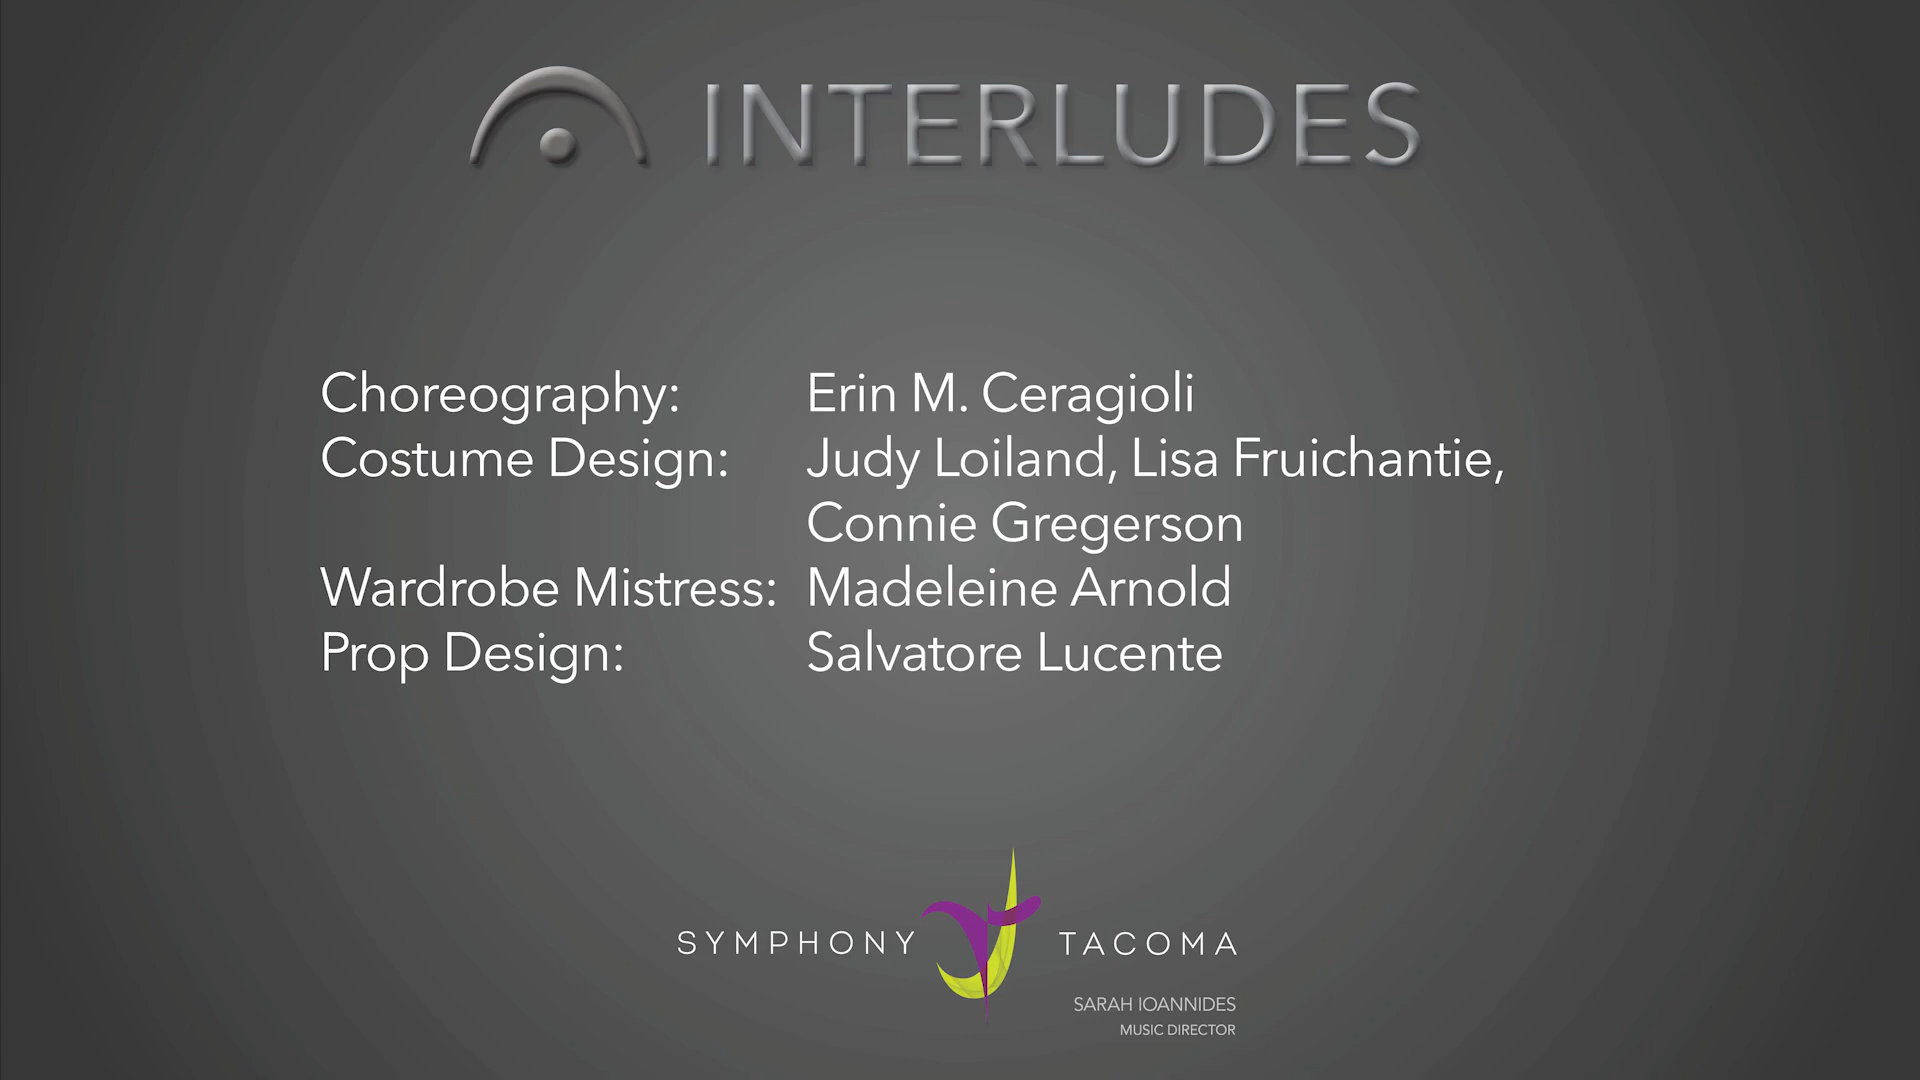 INTERLUDES
Choreography: Erin M. Ceragioli
Costume Design: Judy Loiland, Lisa Fruichantie,
Connie Gregerson
Wardrobe Mistress: Madeleine Arnold
Prop Design: Salvatore Lucente
SYMPHONY TACOMA
SARAH IOANNIDES
MUSIC DIRECTOR